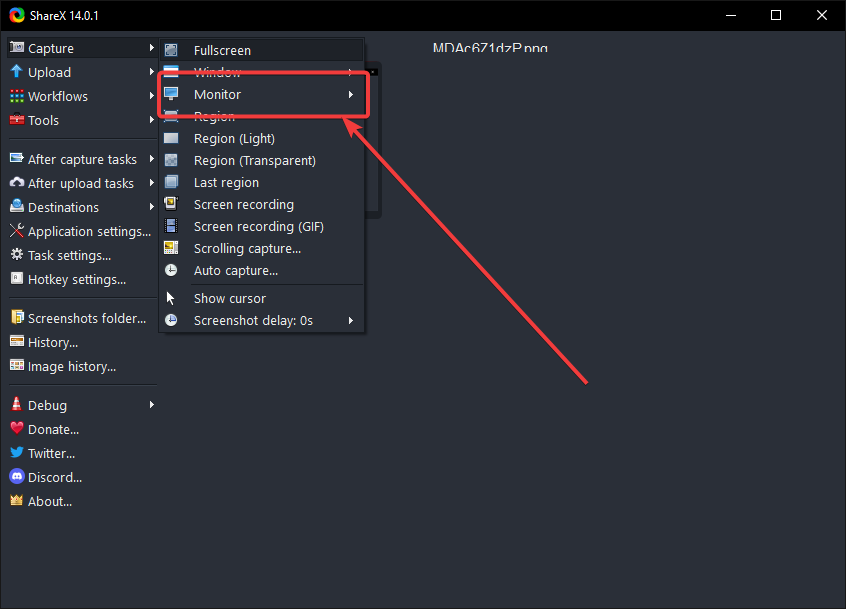 ShareX 14.0.1
Capture
Upload
Workflows
Tools
After capture tasks
After upload tasks
Destinations
Application settings...
Task settings...
Hotkey settings...
Screenshots folder...
History...
Image history...
Debug
Donate...
Twitter...
Discord...
About...
Fullscreen
Window
Monitor
Region
Region (Light)
Region (Transparent)
Last region
Screen recording
Screen recording (GIF)
Scrolling capture...
Auto capture...
Show cursor
Screenshot delay: 0s